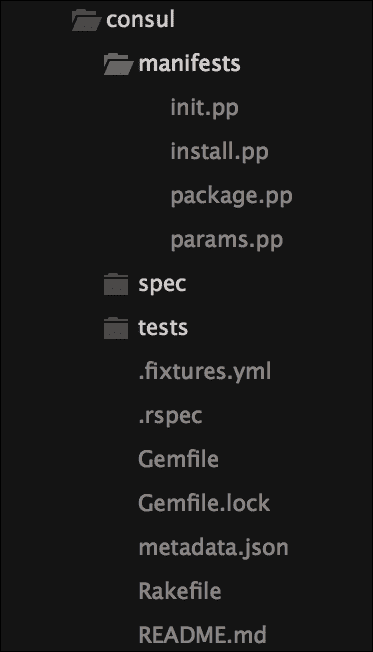 consul
manifests
init.pp
install.pp
package.pp
params.pp
spec
tests
.fixtures.yml
.rspec
Gemfile
Gemfile.lock
metadata.json
Rakefile
README.md